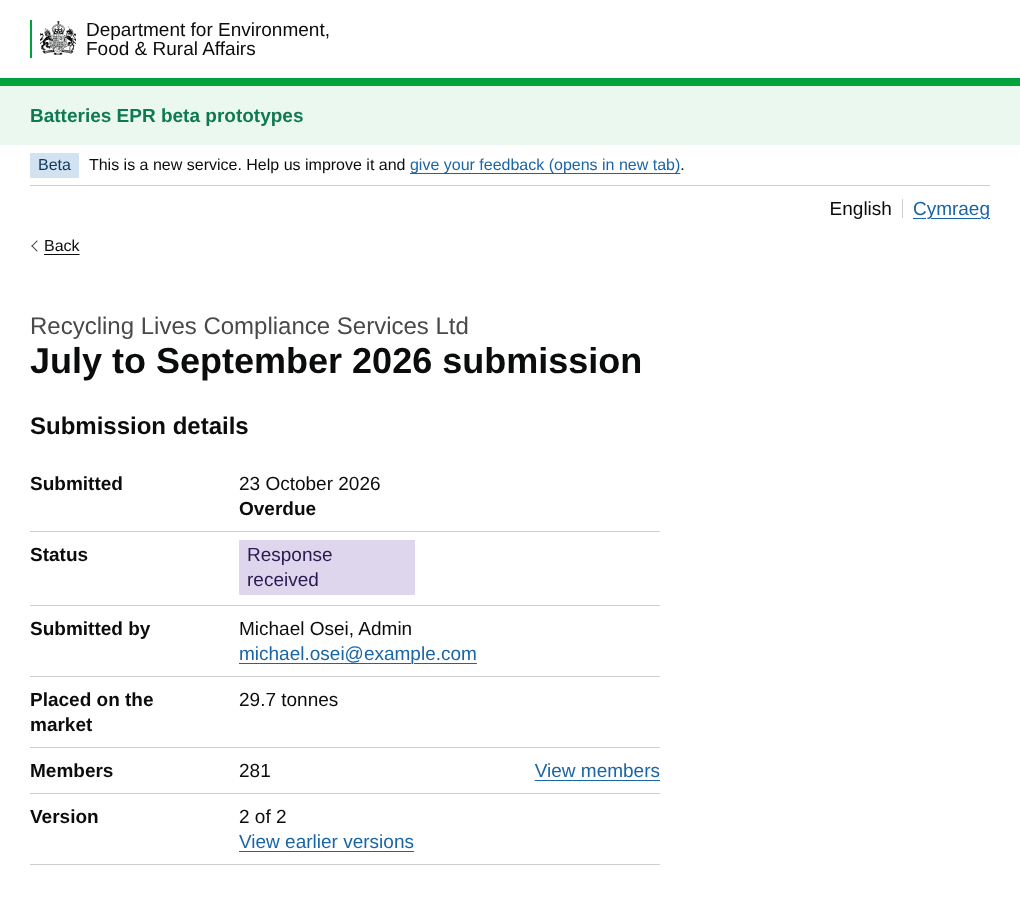 Department for Environment,
Food & Rural Affairs
Batteries EPR beta prototypes
Beta This is a new service. Help us improve it and give your feedback (opens in new tab).
English Cymraeg
Back
Recycling Lives Compliance Services Ltd
July to September 2026 submission
Submission details
Submitted 23 October 2026
Overdue
Status Response
received
Submitted by Michael Osei, Admin
michael.osei@example.com
Placed on the 29.7 tonnes
market
Members 281 View members
Version 2 of 2
View earlier versions